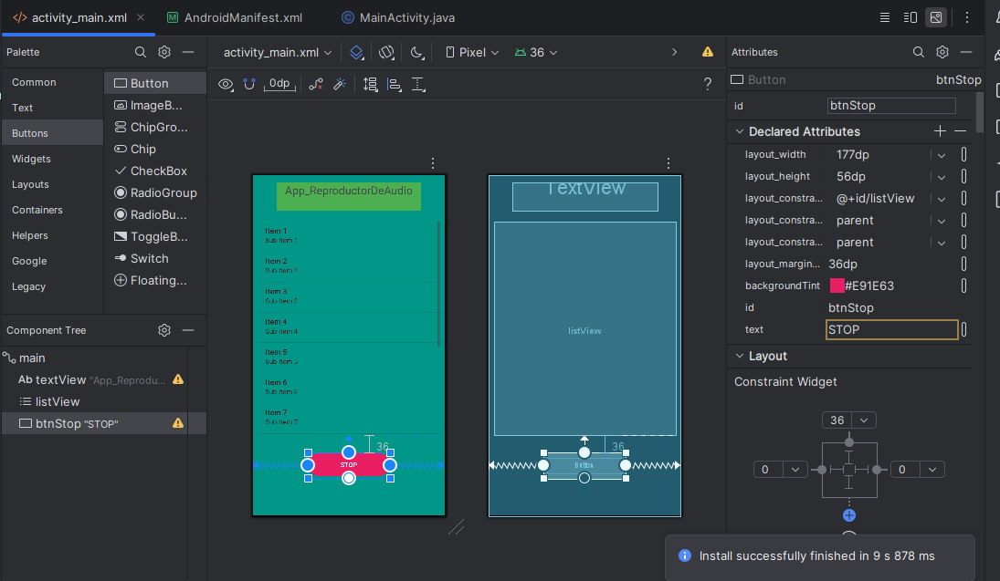 activity_main.xml
AndroidManifest.xml
MainActivity.java
Palette
activity_main.xml
Pixel
36
Attributes
Common
Text
Buttons
Widgets
Layouts
Containers
Helpers
Google
Legacy
Button
ImageB...
ChipGro...
Chip
CheckBox
RadioGroup
RadioBu...
ToggleB...
Switch
Floating...
0dp
?
Button
btnStop
id
btnStop
Declared Attributes
layout_width
177dp
layout_height
56dp
layout_constra...
@+id/listView
layout_constra...
parent
layout_constra...
parent
layout_margin...
36dp
backgroundTint
#E91E63
id
btnStop
text
STOP
Layout
Constraint Widget
36
0
0
Component Tree
main
Ab textView "App_Reprodu...
listView
btnStop "STOP"
App_ReproductorDeAudio
Item 1
Sub Item 1
Item 2
Sub Item 2
Item 3
Sub Item 3
Item 4
Sub Item 4
Item 5
Sub Item 5
Item 6
Sub Item 6
Item 7
Sub Item 7
36
STOP
TextView
listView
36
Button
Install successfully finished in 9 s 878 ms